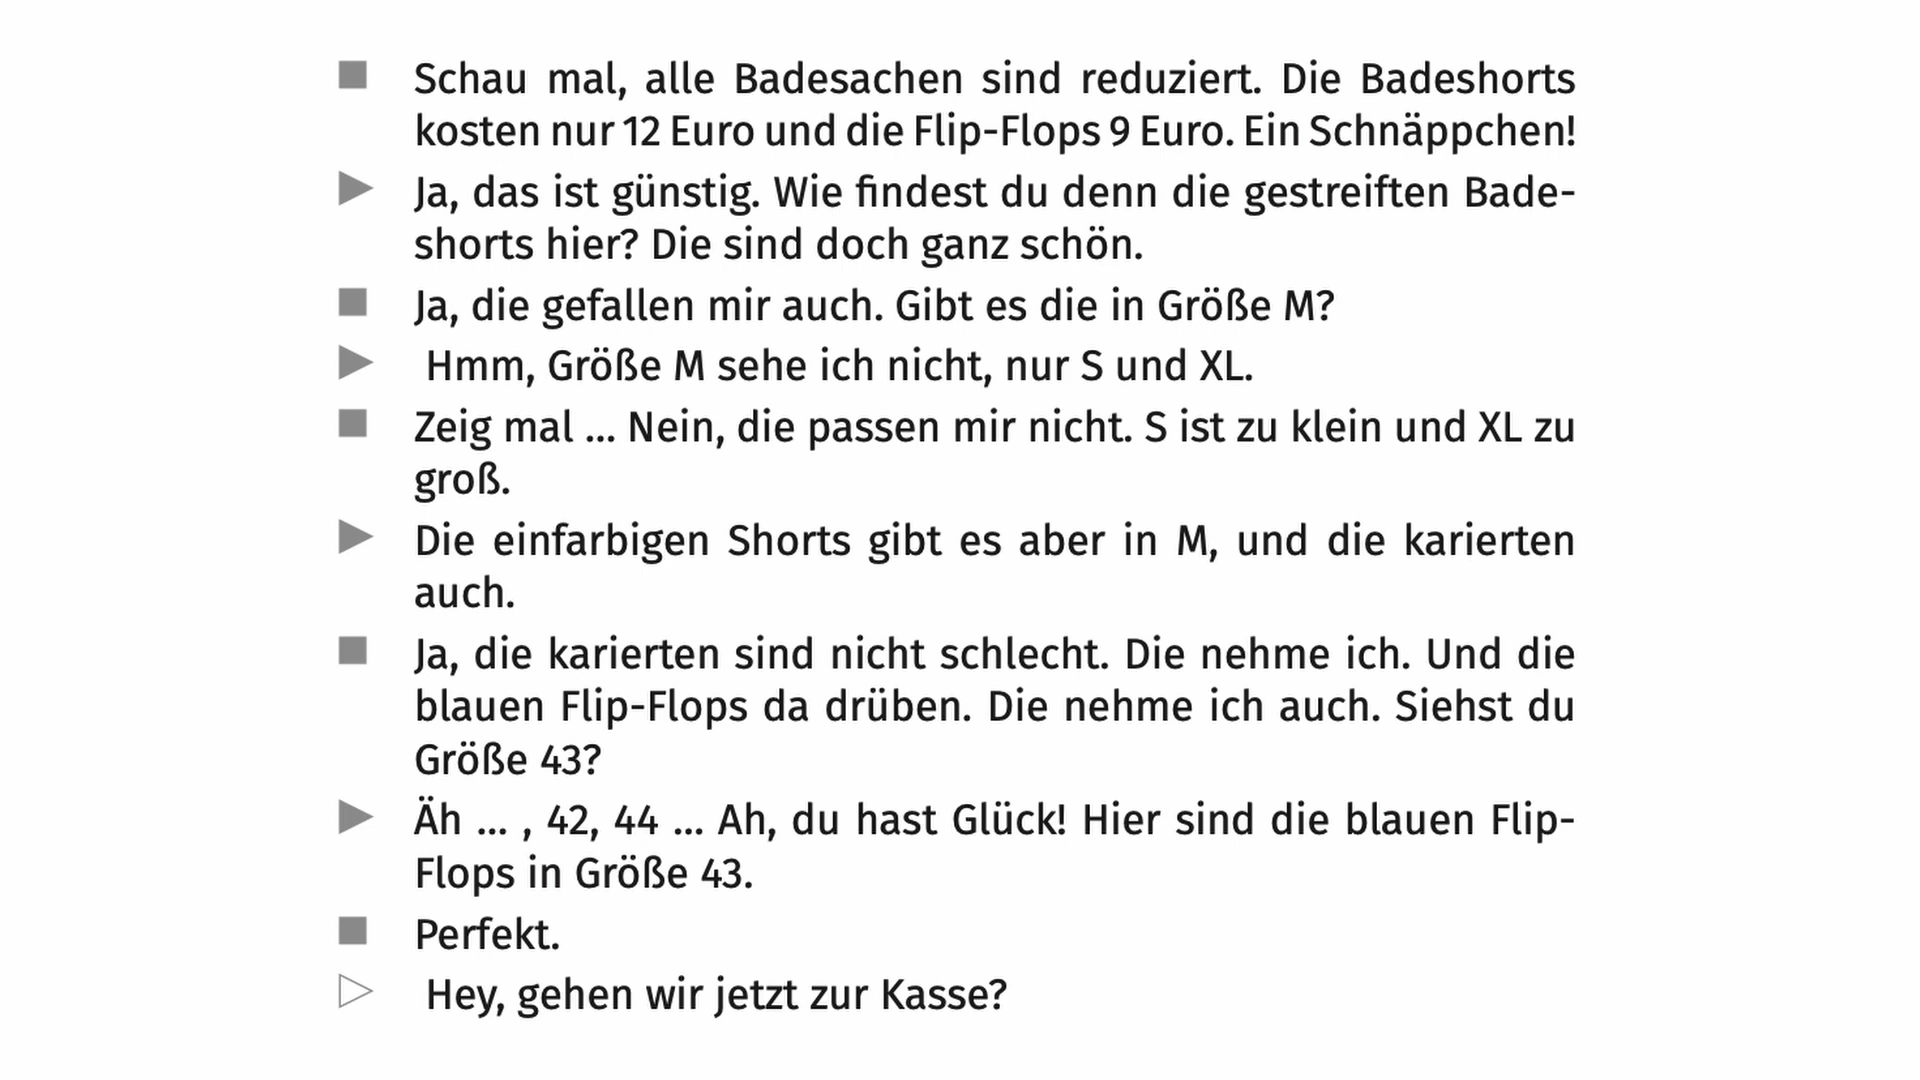 Schau mal, alle Badesachen sind reduziert. Die Badeshorts
kosten nur 12 Euro und die Flip-Flops 9 Euro. Ein Schnäppchen!
Ja, das ist günstig. Wie findest du denn die gestreiften Bade-
shorts hier? Die sind doch ganz schön.
Ja, die gefallen mir auch. Gibt es die in Größe M?
Hmm, Größe M sehe ich nicht, nur S und XL.
Zeig mal ... Nein, die passen mir nicht. S ist zu klein und XL zu
groß.
Die einfarbigen Shorts gibt es aber in M, und die karierten
auch.
Ja, die karierten sind nicht schlecht. Die nehme ich. Und die
blauen Flip-Flops da drüben. Die nehme ich auch. Siehst du
Größe 43?
Äh ... , 42, 44 ... Ah, du hast Glück! Hier sind die blauen Flip-
Flops in Größe 43.
Perfekt.
Hey, gehen wir jetzt zur Kasse?